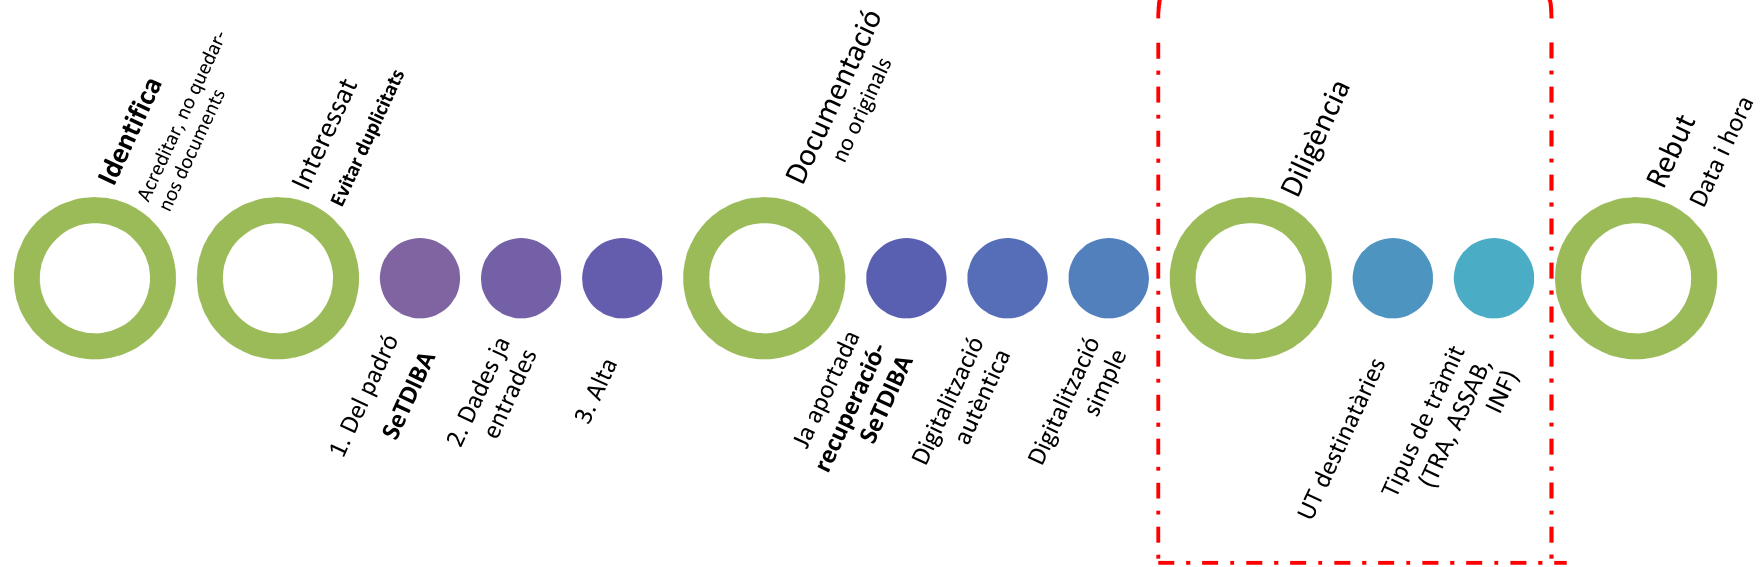 Identifica
Acreditar, no quedar-
nos documents
Interessat
Evitar duplicitats
1. Del padró
SeTDIBA
2. Dades ja
entrades
3. Alta
Documentació
no originals
Ja aportada
recuperació-
SeTDIBA
Digitalització
autèntica
Digitalització
simple
Diligència
UT destinatàries
Tipus de tràmit
(TRA, ASSAB,
INF)
Rebut
Data i hora